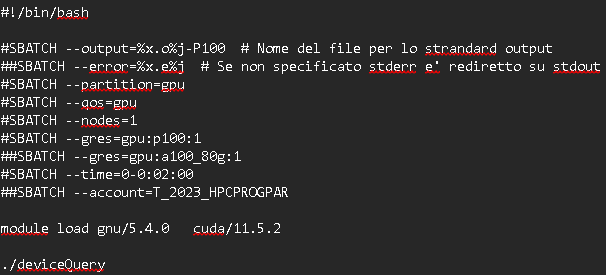 #!/bin/bash
#SBATCH --output=%x.o%j-P100 # Nome del file per lo strandard output
##SBATCH --error=%x.e%j # Se non specificato stderr e' rediretto su stdout
#SBATCH --partition=gpu
#SBATCH --qos=gpu
#SBATCH --nodes=1
#SBATCH --gres=gpu:p100:1
##SBATCH --gres=gpu:a100_80g:1
#SBATCH --time=0-0:02:00
##SBATCH --account=T_2023_HPCPROGPAR
module load gnu/5.4.0 cuda/11.5.2
./deviceQuery